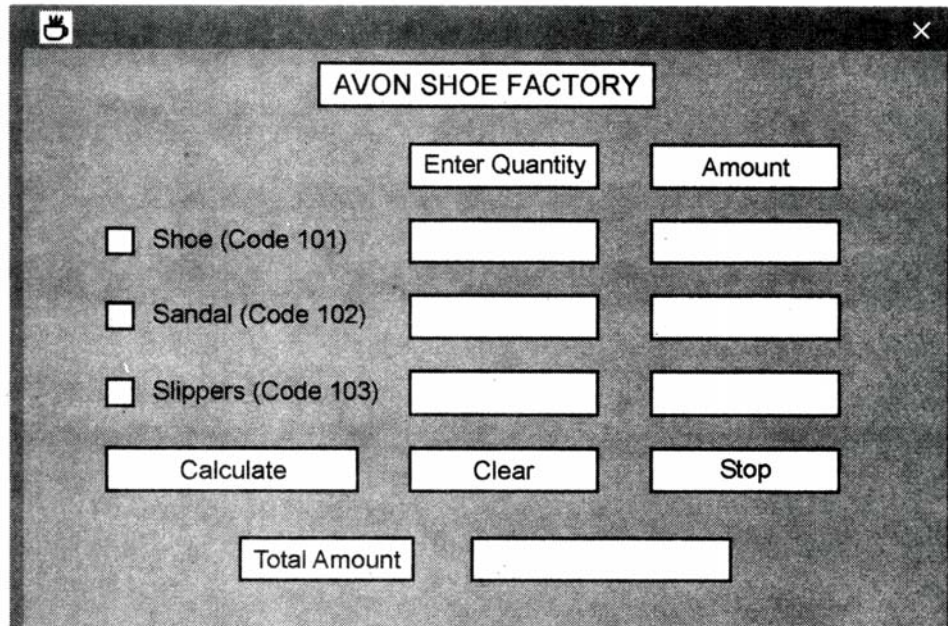 AVON SHOE FACTORY
Enter Quantity Amount
Shoe (Code 101)
Sandal (Code 102)
Slippers (Code 103)
Calculate Clear Stop
Total Amount